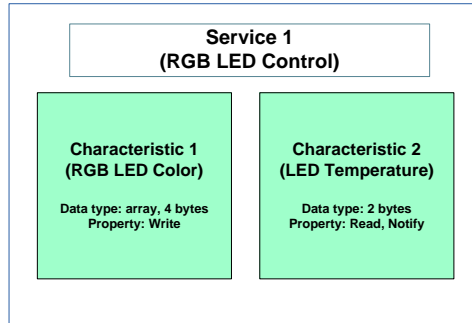 Service 1
(RGB LED Control)
Characteristic 1
(RGB LED Color)
Data type: array, 4 bytes
Property: Write
Characteristic 2
(LED Temperature)
Data type: 2 bytes
Property: Read, Notify